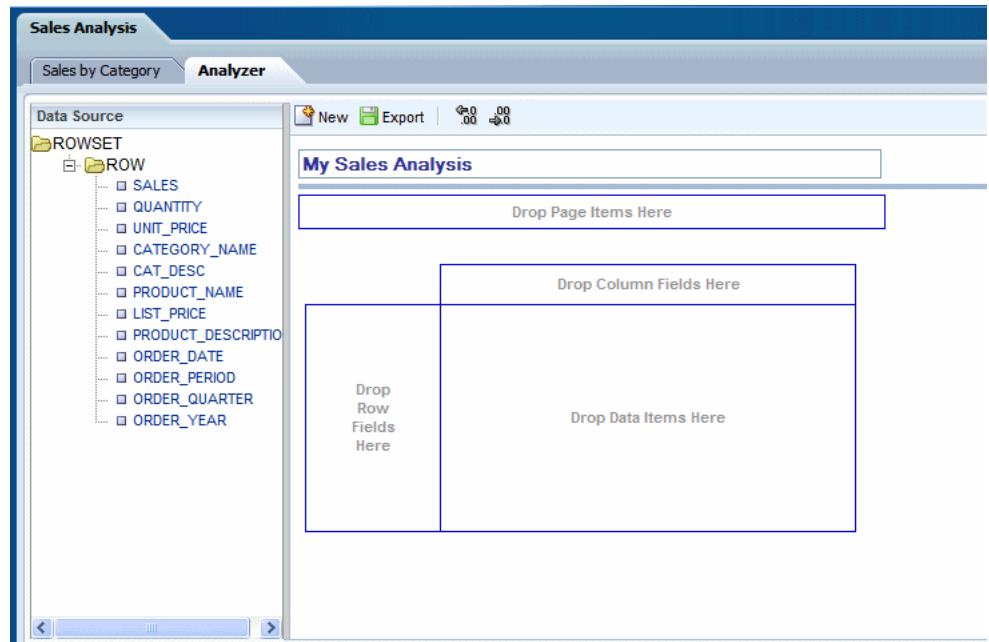 Sales Analysis
Sales by Category
Analyzer
Data Source
ROWSET
ROW
SALES
QUANTITY
UNIT_PRICE
CATEGORY_NAME
CAT_DESC
PRODUCT_NAME
LIST_PRICE
PRODUCT_DESCRIPTIO
ORDER_DATE
ORDER_PERIOD
ORDER_QUARTER
ORDER_YEAR
New Export
My Sales Analysis
Drop Page Items Here
Drop Column Fields Here
Drop
Row
Fields
Here
Drop Data Items Here